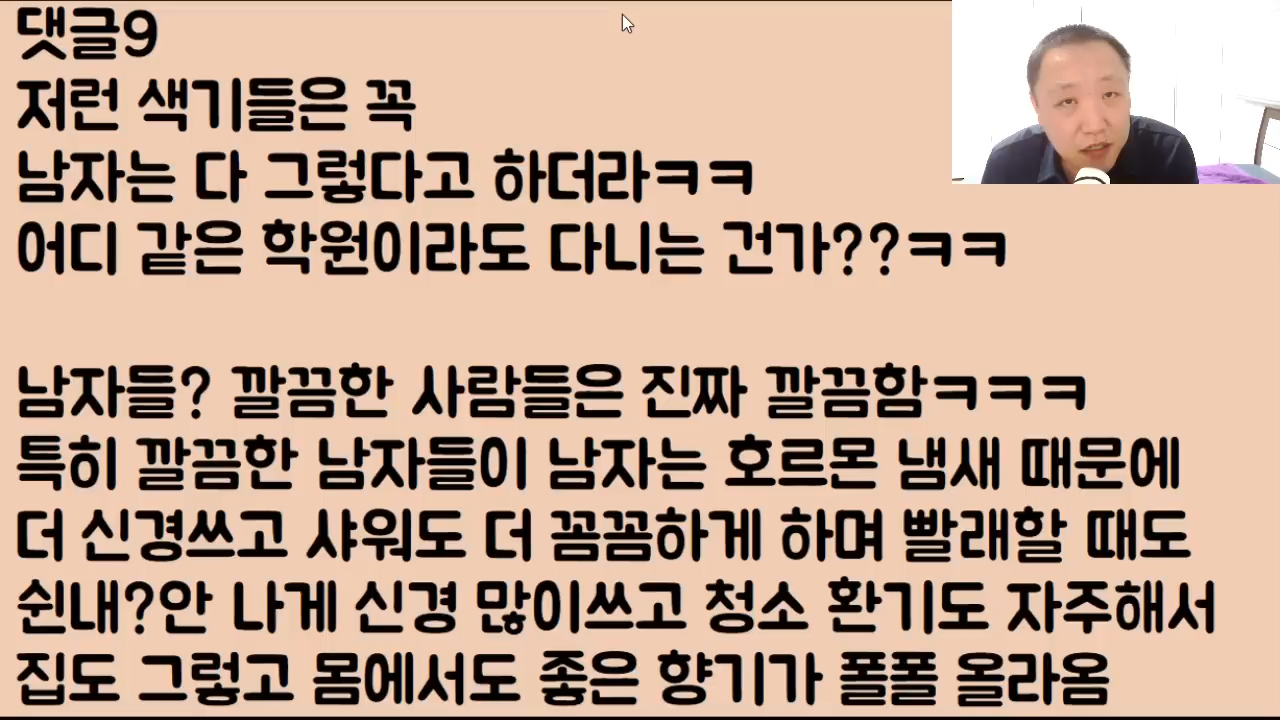 댓글9
저런 색기들은 꼭
남자는 다 그렇다고 하더라ㅋㅋ
어디 같은 학원이라도 다니는 건가??ㅋㅋ
남자들? 깔끔한 사람들은 진짜 깔끔함ㅋㅋㅋ
특히 깔끔한 남자들이 남자는 호르몬 냄새 때문에
더 신경쓰고 샤워도 더 꼼꼼하게 하며 빨래할 때도
쉰내?안 나게 신경 많이쓰고 청소 환기도 자주해서
집도 그렇고 몸에서도 좋은 향기가 폴폴 올라옴